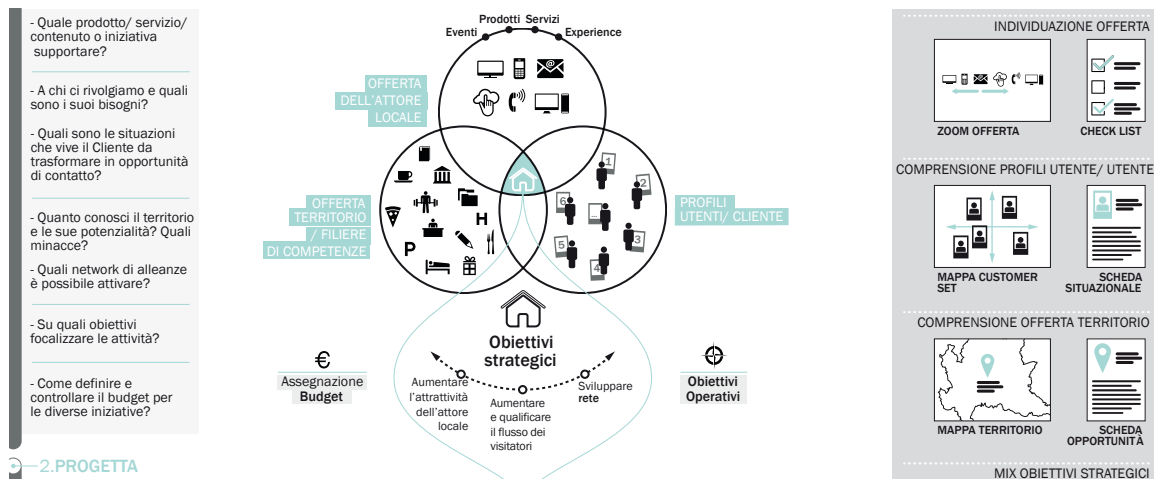 - Quale prodotto/ servizio/
contenuto o iniziativa
supportare?
- A chi ci rivolgiamo e quali
sono i suoi bisogni?
- Quali sono le situazioni
che vive il Cliente da
trasformare in opportunità
di contatto?
- Quanto conosci il territorio
e le sue potenzialità? Quali
minacce?
- Quali network di alleanze
è possibile attivare?
- Su quali obiettivi
focalizzare le attività?
- Come definire e
controllare il budget per
le diverse iniziative?
2.PROGETTA
Prodotti Servizi
Eventi
Experience
OFFERTA
DELL'ATTORE
LOCALE
@
OFFERTA
TERRITORIO
/ FILIERE
DI COMPETENZE
H
P
1
2
6
...
3
5
4
PROFILI
UTENTI/ CLIENTE
Obiettivi
strategici
€
Assegnazione
Budget
Aumentare
l'attrattività
dell'attore
locale
Aumentare
e qualificare
il flusso dei
visitatori
Sviluppare
rete
Obiettivi
Operativi
INDIVIDUAZIONE OFFERTA
ZOOM OFFERTA
CHECK LIST
COMPRENSIONE PROFILI UTENTE/ UTENTE
MAPPA CUSTOMER
SET
SCHEDA
SITUAZIONALE
COMPRENSIONE OFFERTA TERRITORIO
MAPPA TERRITORIO
SCHEDA
OPPORTUNITÀ
MIX OBIETTIVI STRATEGICI